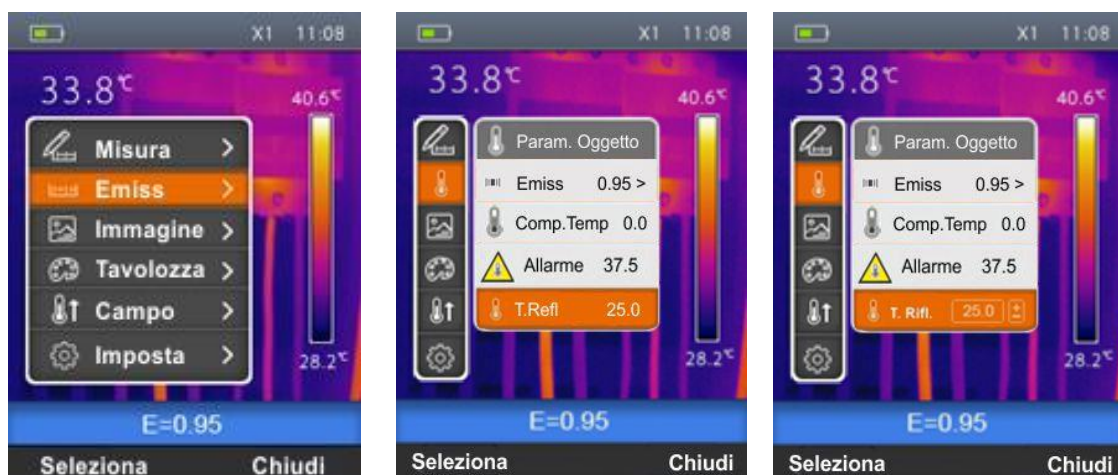 X1 11:08
33.8℃
40.6℃
Misura >
Emiss >
Immagine >
Tavolozza >
Campo >
Imposta >
28.2℃
E=0.95
Seleziona Chiudi
X1 11:08
33.8℃
40.6℃
Param. Oggetto
Emiss 0.95 >
Comp.Temp 0.0
Allarme 37.5
T.Refl 25.0
28.2℃
E=0.95
Seleziona Chiudi
X1 11:08
33.8℃
40.6℃
Param. Oggetto
Emiss 0.95 >
Comp.Temp 0.0
Allarme 37.5
T. Rifl. 25.0 ±
28.2℃
E=0.95
Seleziona Chiudi